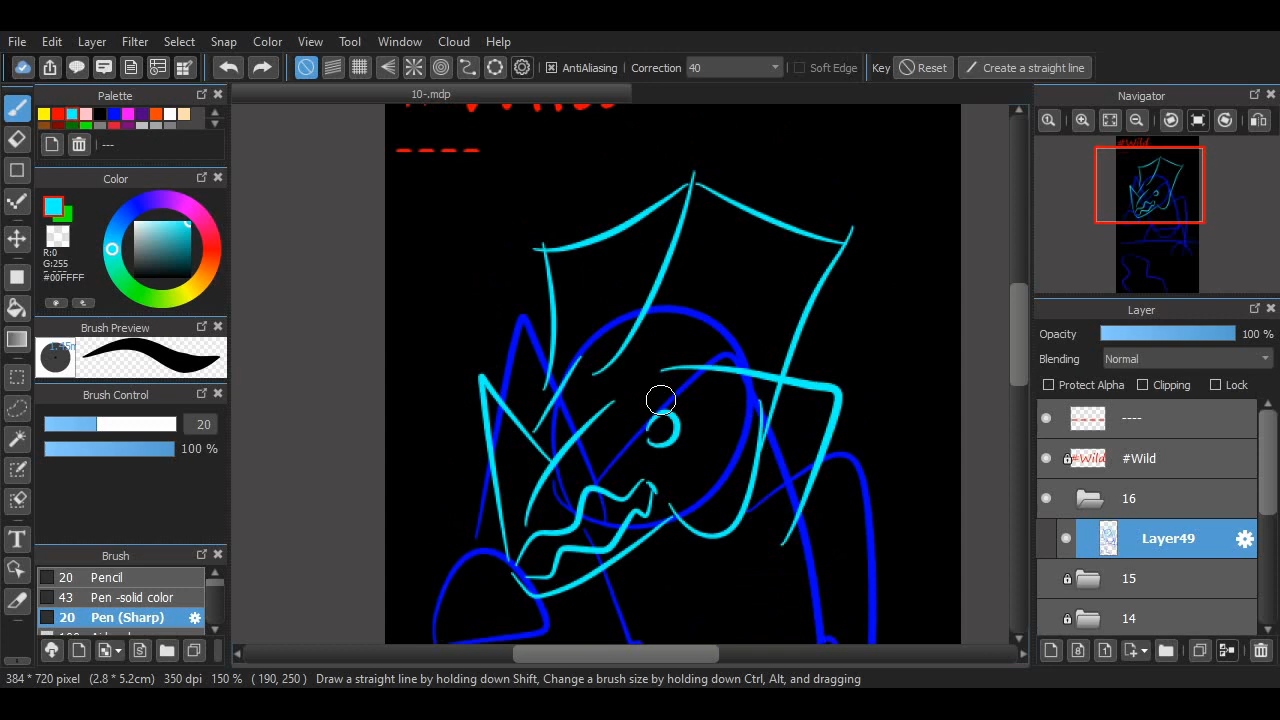 File Edit Layer Filter Select Snap Color View Tool Window Cloud Help
AntiAliasing Correction 40 Soft Edge Key Reset Create a straight line
Palette
---
Color
R:0
G:255
#00FFFF
Brush Preview
1.45m
Brush Control
20
100 %
Brush
20 Pencil
43 Pen -solid color
20 Pen (Sharp)
10-.mdp
----
Navigator
#Wild
Layer
Opacity 100 %
Blending Normal
Protect Alpha Clipping Lock
----
#Wild #Wild
16
Layer49
15
14
384 * 720 pixel (2.8 * 5.2cm) 350 dpi 150 % ( 190, 250 ) Draw a straight line by holding down Shift, Change a brush size by holding down Ctrl, Alt, and dragging